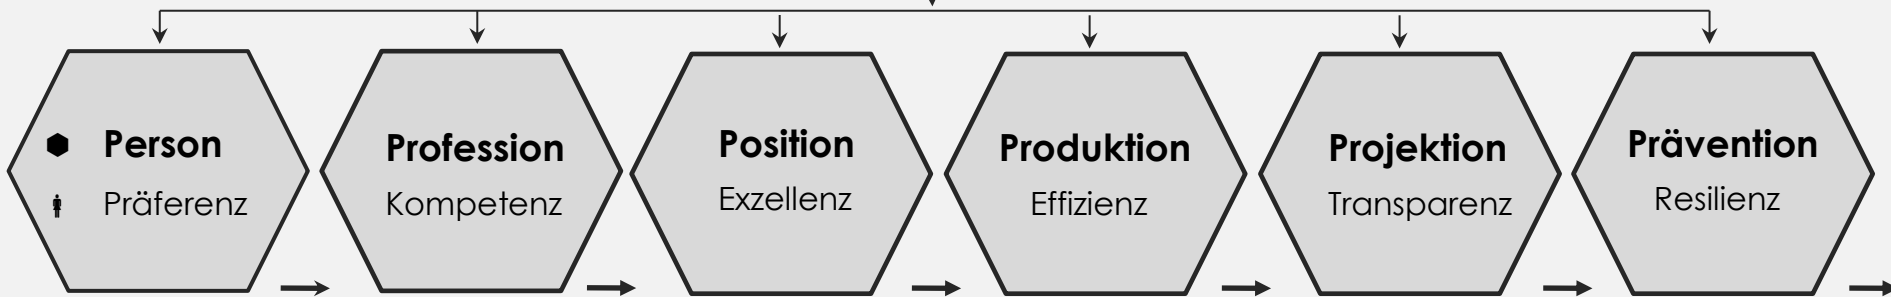 Person
Präferenz
Profession
Kompetenz
Position
Exzellenz
Produktion
Effizienz
Projektion
Transparenz
Prävention
Resilienz